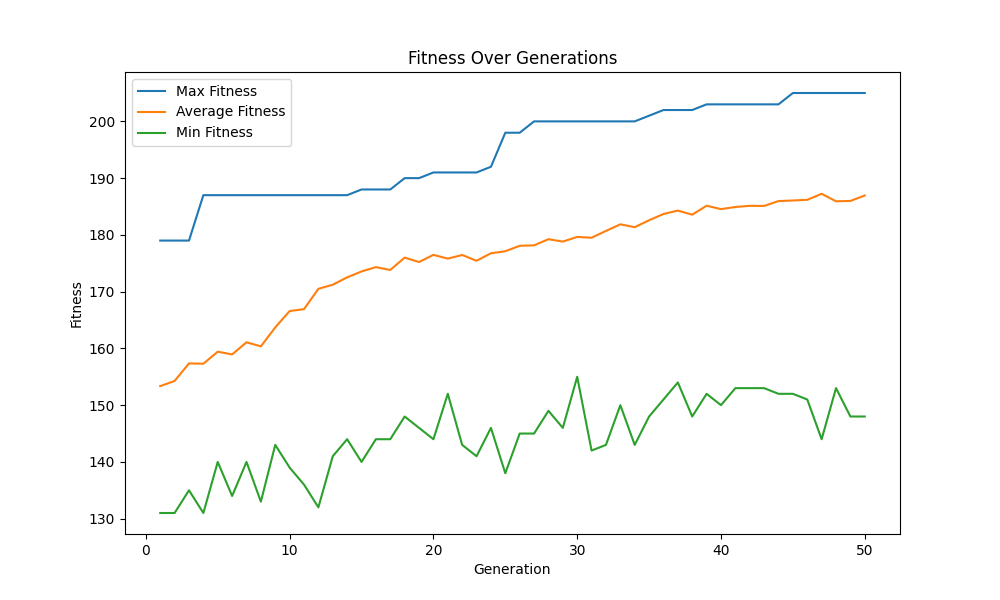 Fitness Over Generations
Max Fitness
Average Fitness
Min Fitness
Fitness
200
190
180
170
160
150
140
130
0 10 20 30 40 50
Generation